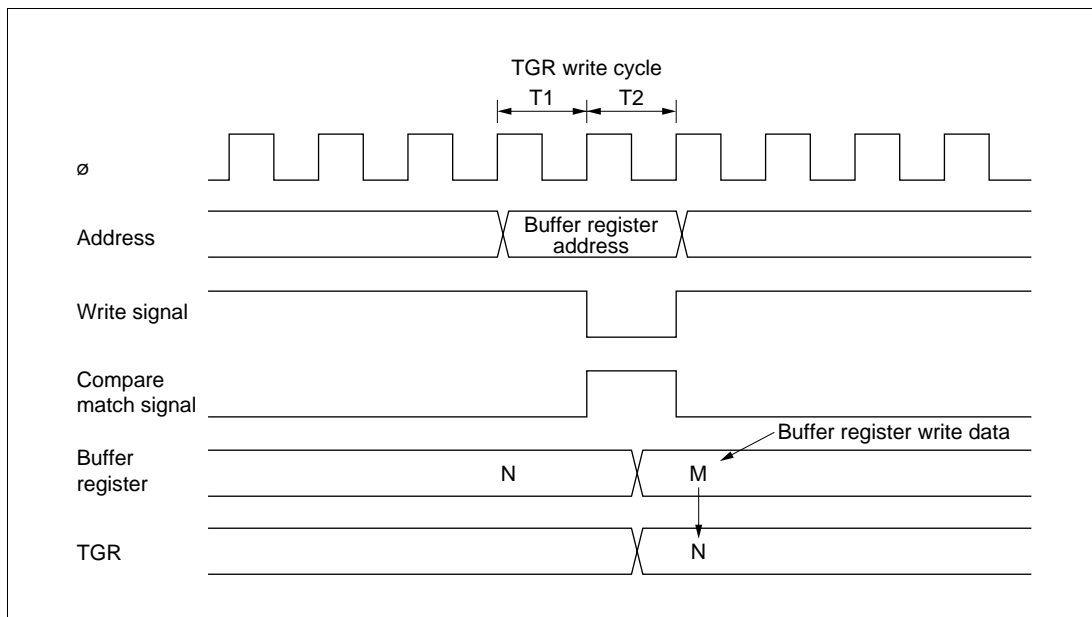 TGR write cycle
T1 T2
ø
Address
Buffer register
address
Write signal
Compare
match signal
Buffer register write data
Buffer
register
N M
TGR
N